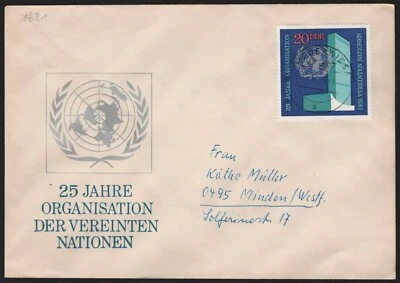 1621
20 DDR
25 JAHRE ORGANISATION
DER VEREINTEN NATIONEN
25 JAHRE
ORGANISATION
DER VEREINTEN
NATIONEN
Frau
Käthe Müller
0495 Minden/Westf.
Solferinostr. 17